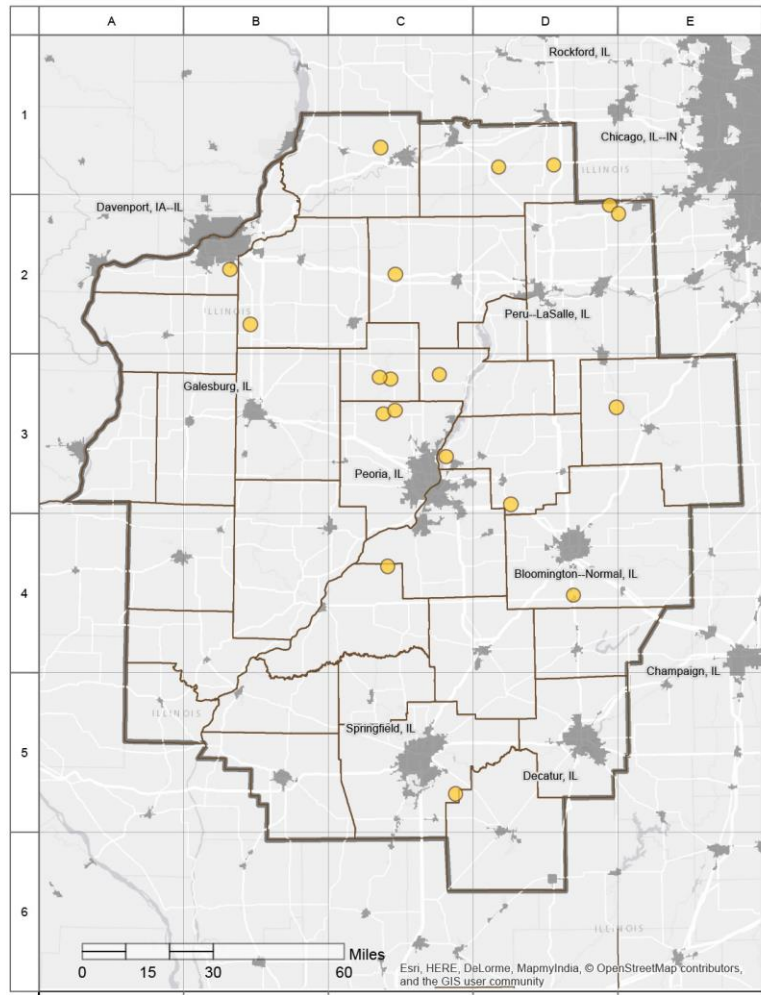 A B C D E
Rockford, IL
1
Chicago, IL--IN
ILLINOIS
Davenport, IA--IL
2
ILLINOIS
Peru--LaSalle, IL
Galesburg, IL
3
Peoria, IL
Bloomington--Normal, IL
4
Champaign, IL
ILLINOIS
Springfield, IL
5
Decatur, IL
6
ILLINOIS
Miles
0 15 30 60
Esri, HERE, DeLorme, MapmyIndia, © OpenStreetMap contributors,
and the GIS user community